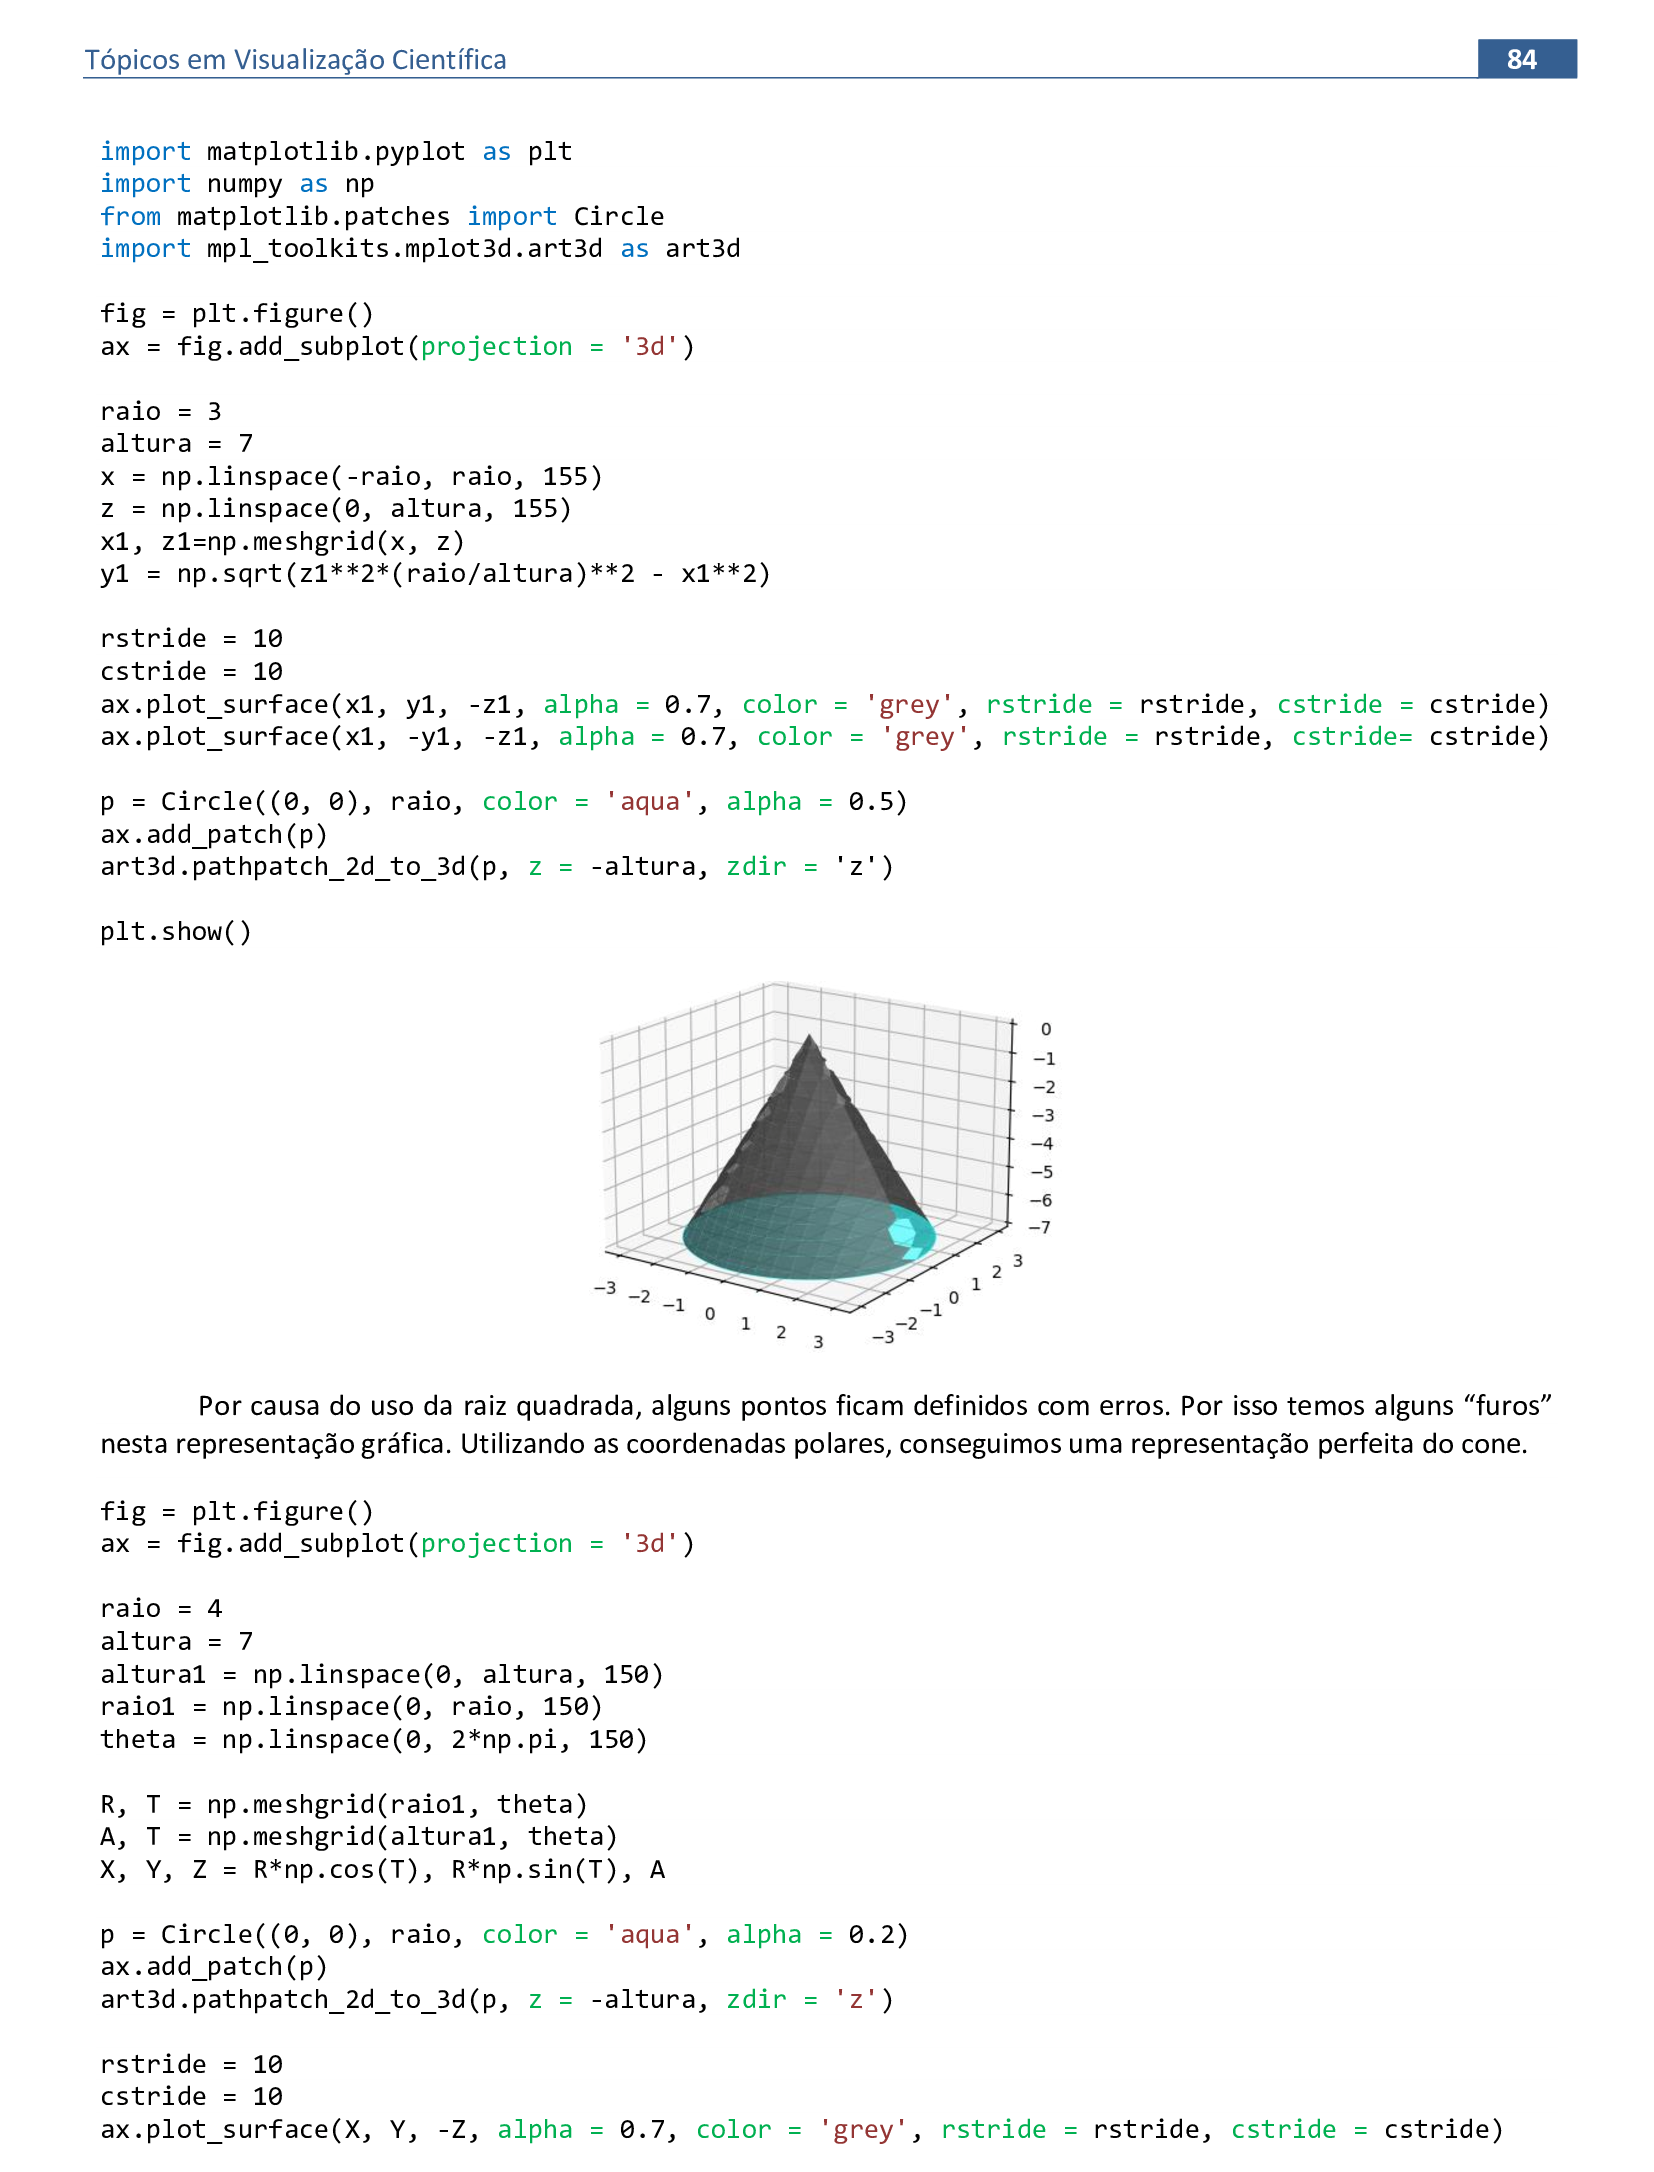 Tópicos em Visualização Científica 84
import matplotlib.pyplot as plt
import numpy as np
from matplotlib.patches import Circle
import mpl_toolkits.mplot3d.art3d as art3d
fig = plt.figure()
ax = fig.add_subplot(projection = '3d')
raio = 3
altura = 7
x = np.linspace(-raio, raio, 155)
z = np.linspace(0, altura, 155)
x1, z1=np.meshgrid(x, z)
y1 = np.sqrt(z1**2*(raio/altura)**2 - x1**2)
rstride = 10
cstride = 10
ax.plot_surface(x1, y1, -z1, alpha = 0.7, color = 'grey', rstride = rstride, cstride = cstride)
ax.plot_surface(x1, -y1, -z1, alpha = 0.7, color = 'grey', rstride = rstride, cstride= cstride)
p = Circle((0, 0), raio, color = 'aqua', alpha = 0.5)
ax.add_patch(p)
art3d.pathpatch_2d_to_3d(p, z = -altura, zdir = 'z')
plt.show()
0
−1
−2
−3
−4
−5
−6
−7
−3 −2 −1 0 1 2 3
−3 −2 −1 0 1 2 3
Por causa do uso da raiz quadrada, alguns pontos ficam definidos com erros. Por isso temos alguns “furos”
nesta representação gráfica. Utilizando as coordenadas polares, conseguimos uma representação perfeita do cone.
fig = plt.figure()
ax = fig.add_subplot(projection = '3d')
raio = 4
altura = 7
altura1 = np.linspace(0, altura, 150)
raio1 = np.linspace(0, raio, 150)
theta = np.linspace(0, 2*np.pi, 150)
R, T = np.meshgrid(raio1, theta)
A, T = np.meshgrid(altura1, theta)
X, Y, Z = R*np.cos(T), R*np.sin(T), A
p = Circle((0, 0), raio, color = 'aqua', alpha = 0.2)
ax.add_patch(p)
art3d.pathpatch_2d_to_3d(p, z = -altura, zdir = 'z')
rstride = 10
cstride = 10
ax.plot_surface(X, Y, -Z, alpha = 0.7, color = 'grey', rstride = rstride, cstride = cstride)